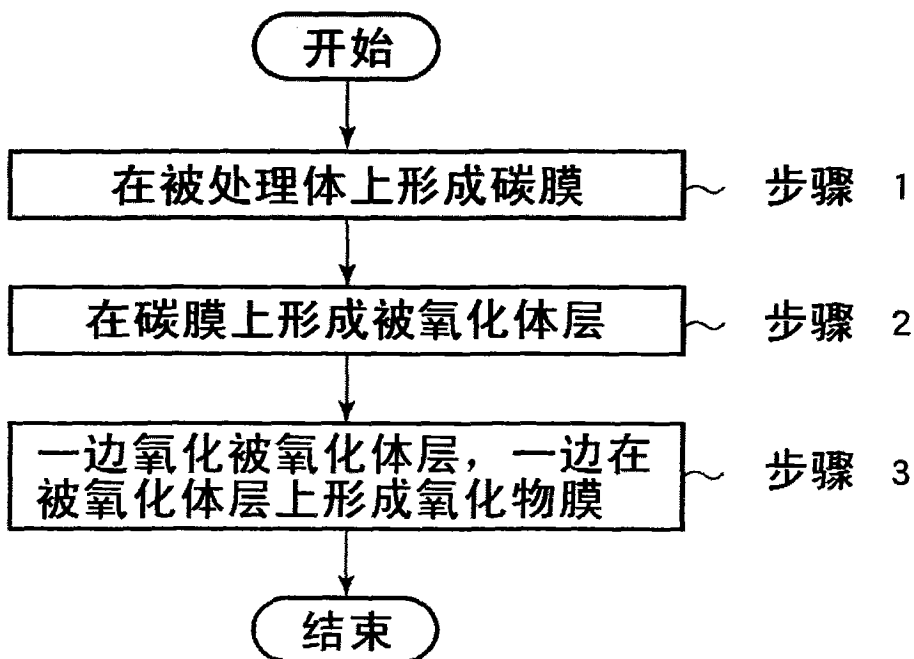 开始
在被处理体上形成碳膜 步骤 1
在碳膜上形成被氧化体层 步骤 2
一边氧化被氧化体层，一边在
被氧化体层上形成氧化物膜
步骤 3
结束